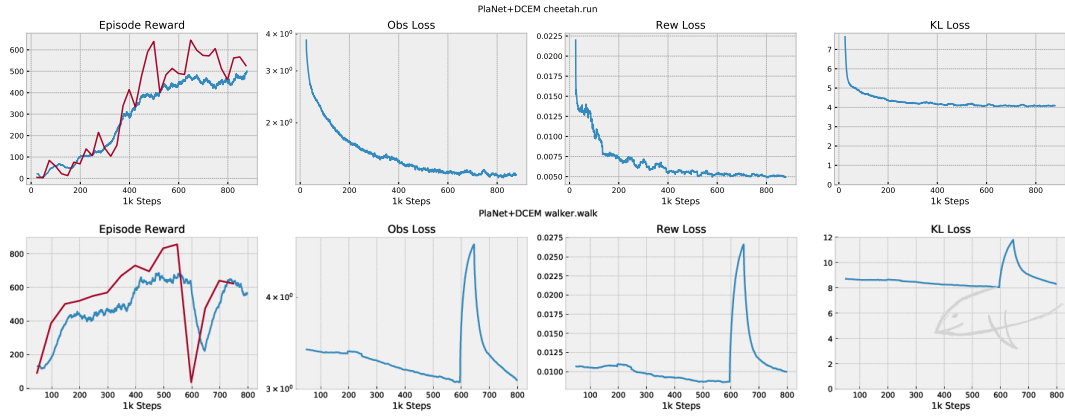 PlaNet+DCEM cheetah.run
Episode Reward
Obs Loss
Rew Loss
KL Loss
600
500
400
300
200
100
0
0 200 400 600 800
1k Steps
4 × 10⁰
3 × 10⁰
2 × 10⁰
0 200 400 600 800
1k Steps
0.0225
0.0200
0.0175
0.0150
0.0125
0.0100
0.0075
0.0050
0 200 400 600 800
1k Steps
7
6
5
4
3
2
1
0
0 200 400 600 800
1k Steps
PlaNet+DCEM walker.walk
Episode Reward
Obs Loss
Rew Loss
KL Loss
800
600
400
200
0
100 200 300 400 500 600 700 800
1k Steps
4 × 10⁰
3 × 10⁰
100 200 300 400 500 600 700 800
1k Steps
0.0275
0.0250
0.0225
0.0200
0.0175
0.0150
0.0125
0.0100
100 200 300 400 500 600 700 800
1k Steps
12
10
8
6
4
2
0
100 200 300 400 500 600 700 800
1k Steps